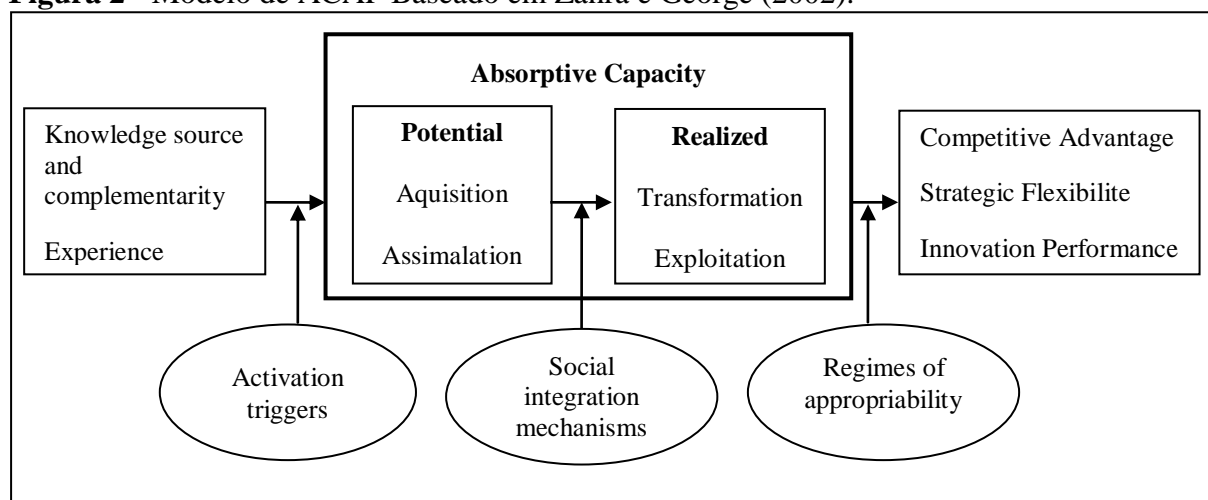 Figura 2 - Modelo de ACAP Baseado em Zahra e George (2002).
Absorptive Capacity
Knowledge source
and
complementarity
Experience
Potential
Aquisition
Assimalation
Realized
Transformation
Exploitation
Competitive Advantage
Strategic Flexibilite
Innovation Performance
Activation
triggers
Social
integration
mechanisms
Regimes of
appropriability